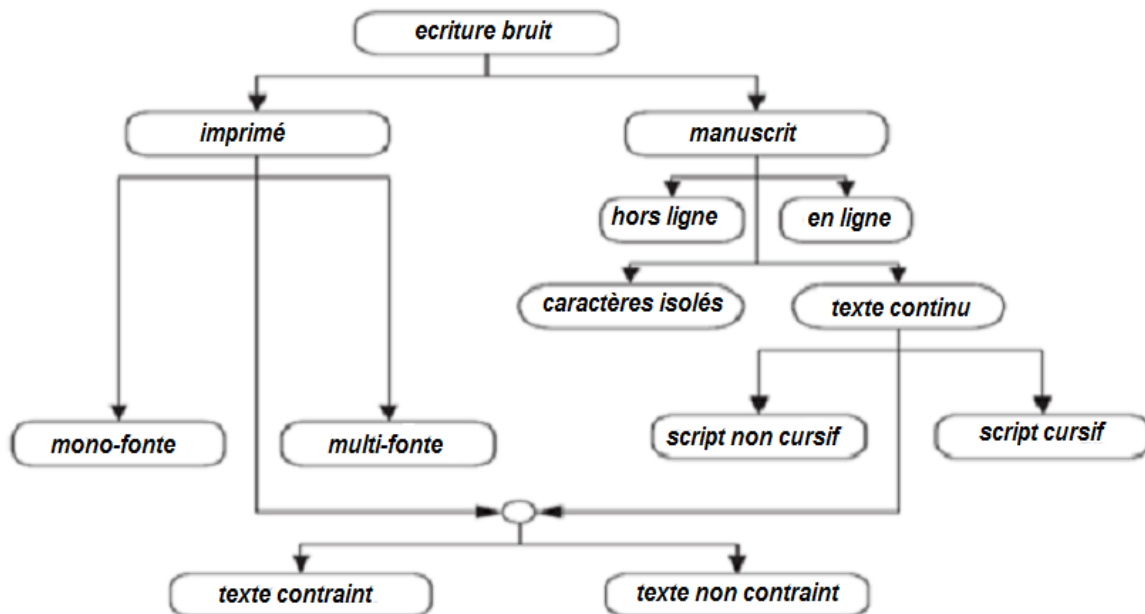 ecriture bruit
imprimé
manuscrit
hors ligne
en ligne
caractères isolés
texte continu
mono-fonte
multi-fonte
script non cursif
script cursif
texte contraint
texte non contraint